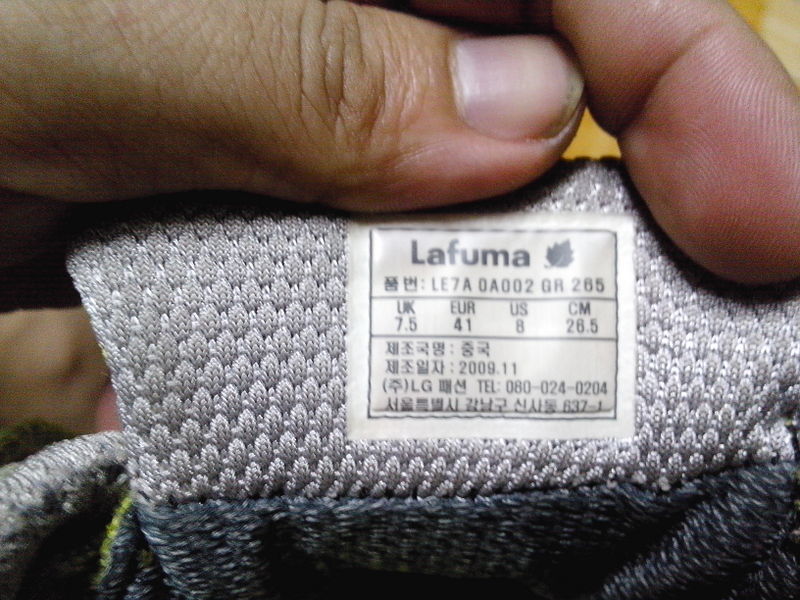 Lafuma
품 번: LE7A 0A002 GR 265
UK EUR US CM
7.5 41 8 26.5
제조국명 : 중국
제조일자 : 2009.11
(주)LG 패션 TEL: 080-024-0204
서울특별시 강남구 신사동 637-1